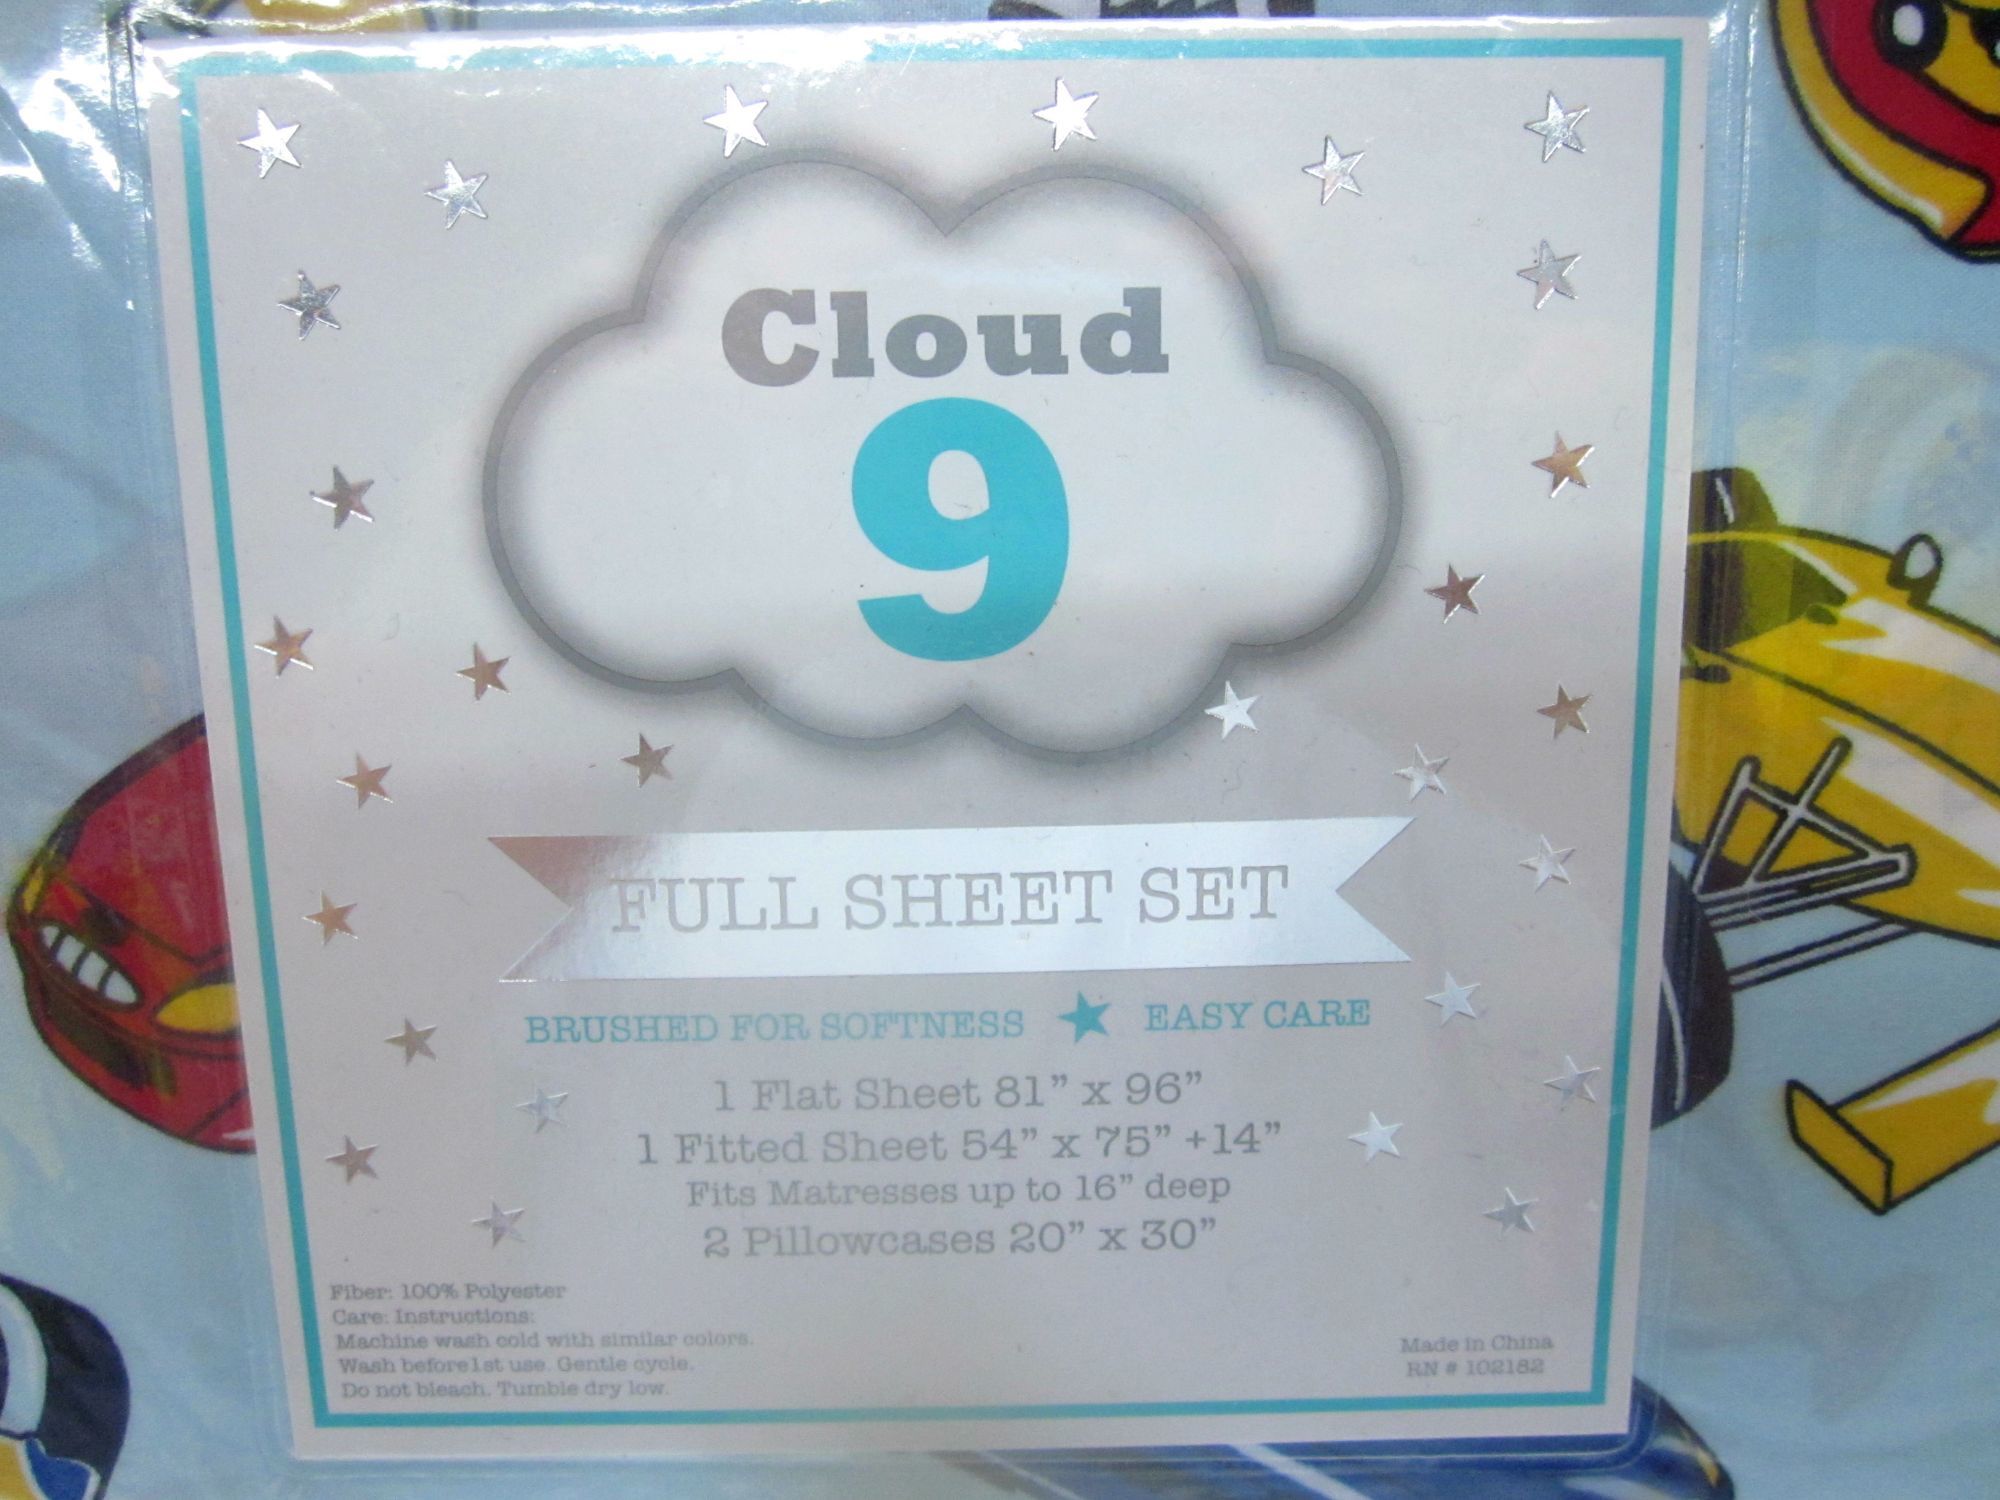 Cloud
9
FULL SHEET SET
BRUSHED FOR SOFTNESS ★ EASY CARE
1 Flat Sheet 81” x 96”
1 Fitted Sheet 54” x 75” +14”
Fits Matresses up to 16” deep
2 Pillowcases 20” x 30”
Fiber: 100% Polyester
Care: Instructions:
Machine wash cold with similar colors.
Wash before 1st use. Gentle cycle.
Do not bleach. Tumble dry low.
Made in China
RN # 102182